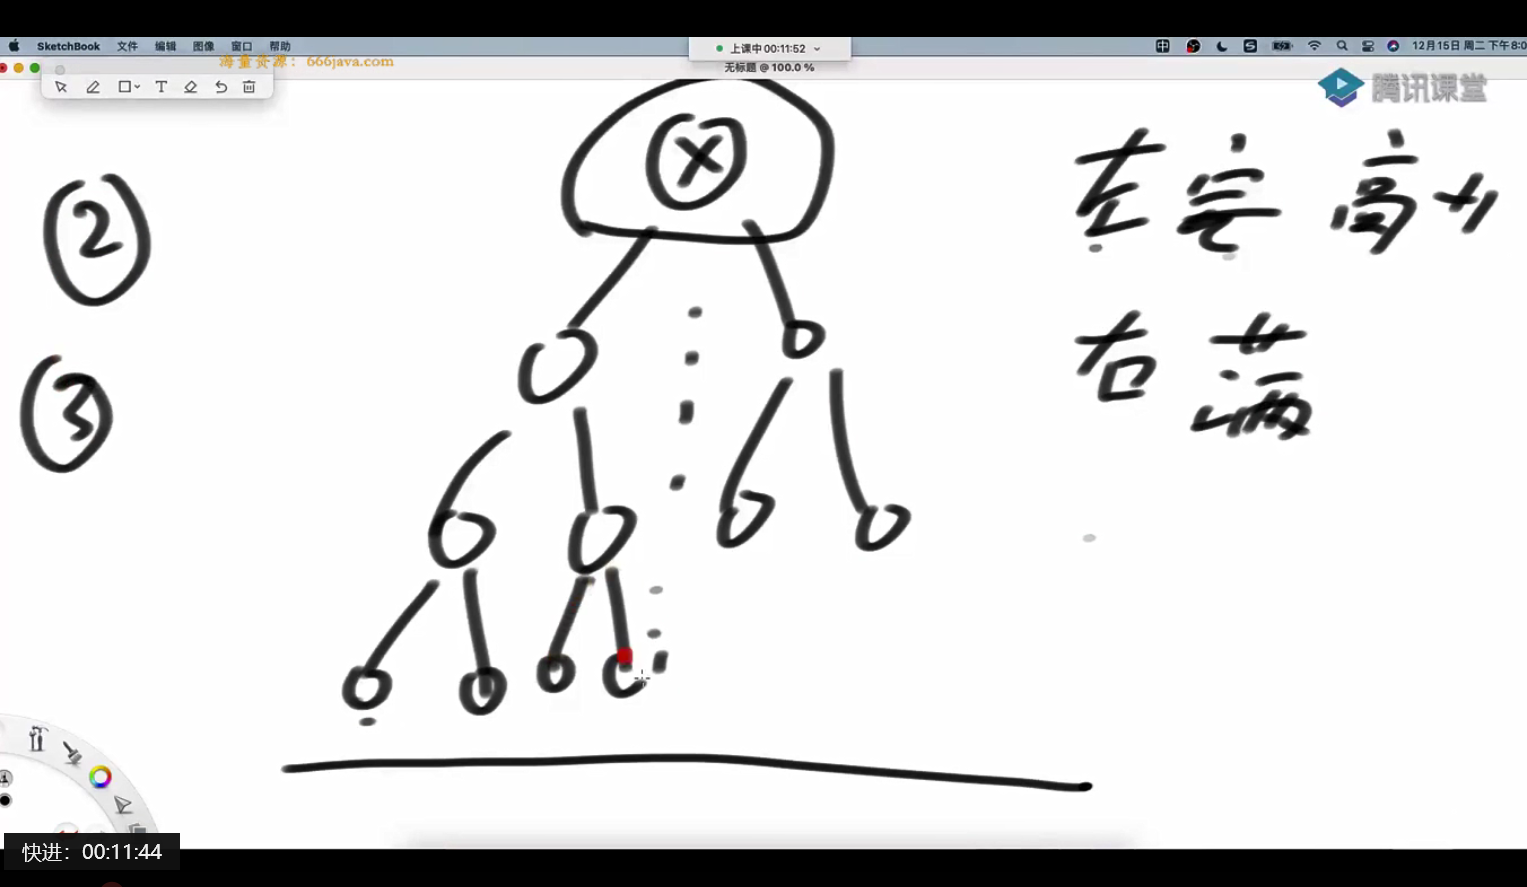 SketchBook 文件 编辑 图像 窗口 帮助
上课中 00:11:52
12月15日 周二 下午8:0
海量资源：666java.com
无标题 @ 100.0 %
腾讯课堂
X
左完 高
②
右 满
③
快进：00:11:44